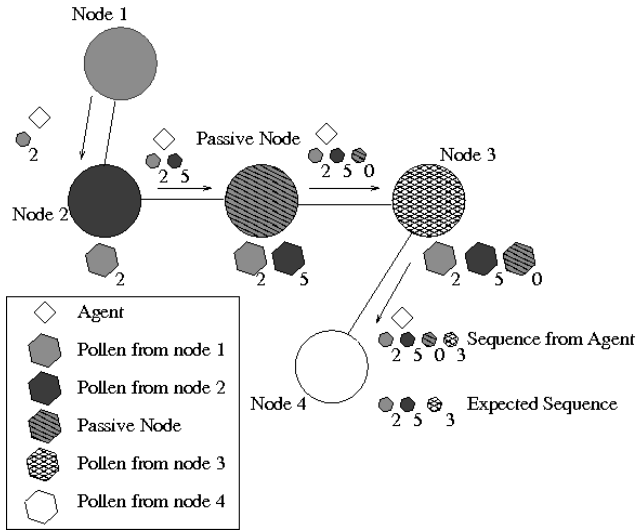 Node 1
2
Passive Node
2 5
2 5 0
Node 3
Node 2
2
2 5
2 5 0
Agent
Pollen from node 1
Pollen from node 2
Passive Node
Pollen from node 3
Pollen from node 4
Sequence from Agent
2 5 0 3
Node 4
Expected Sequence
2 5 3